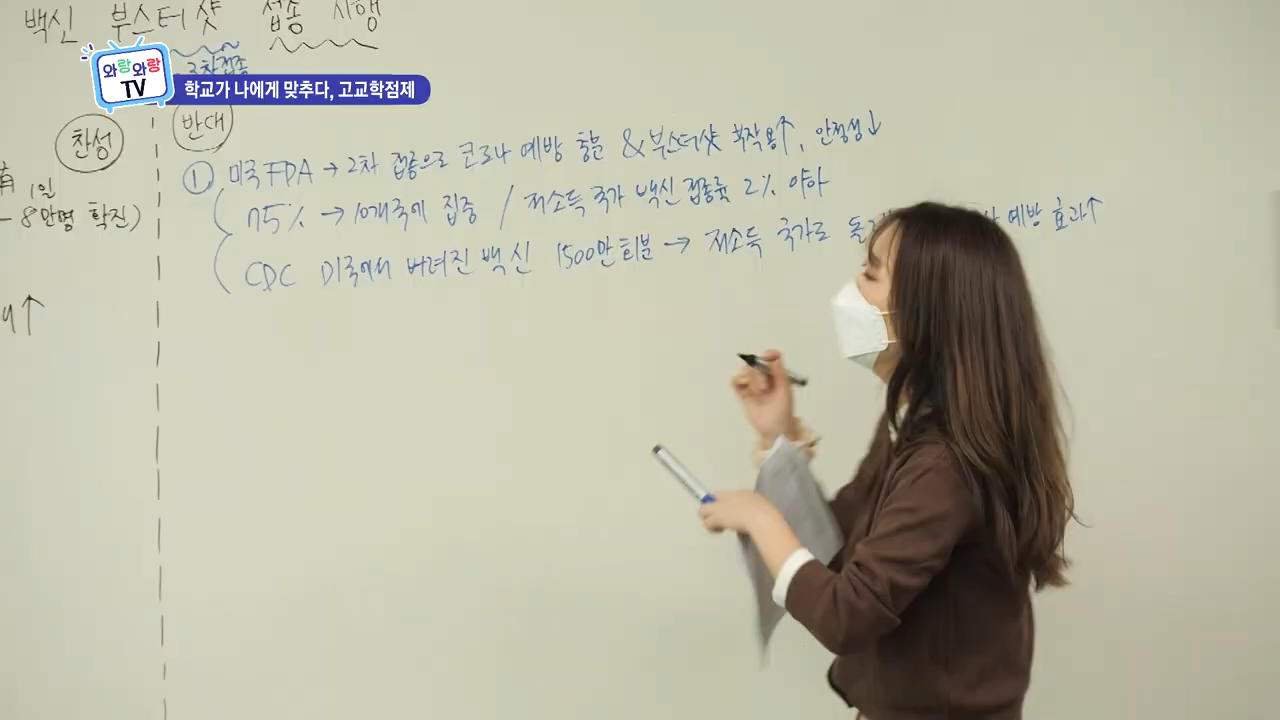 백신 부스터 샷 접종 시행
3차접종
와랑와랑
TV
학교가 나에게 맞추다, 고교학점제
찬성
반대
1일
8만명 확진)
① 미국 FDA → 2차 접종으로 코로나 예방 충분 & 부스터샷 부작용↑, 안정성↓
75% → 10개국에 집중 / 저소득 국가 백신 접종률 2% 미만
CDC 미국에서 버려진 백신 1500만 회분 → 저소득 국가로 예방 효과↑